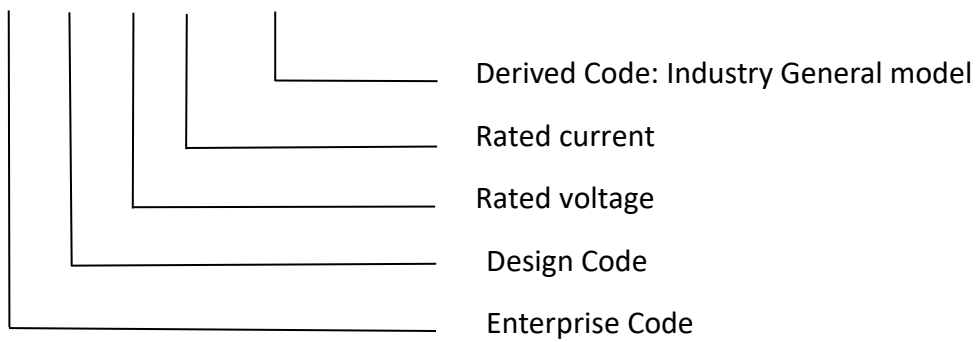 Derived Code: Industry General model
Rated current
Rated voltage
Design Code
Enterprise Code